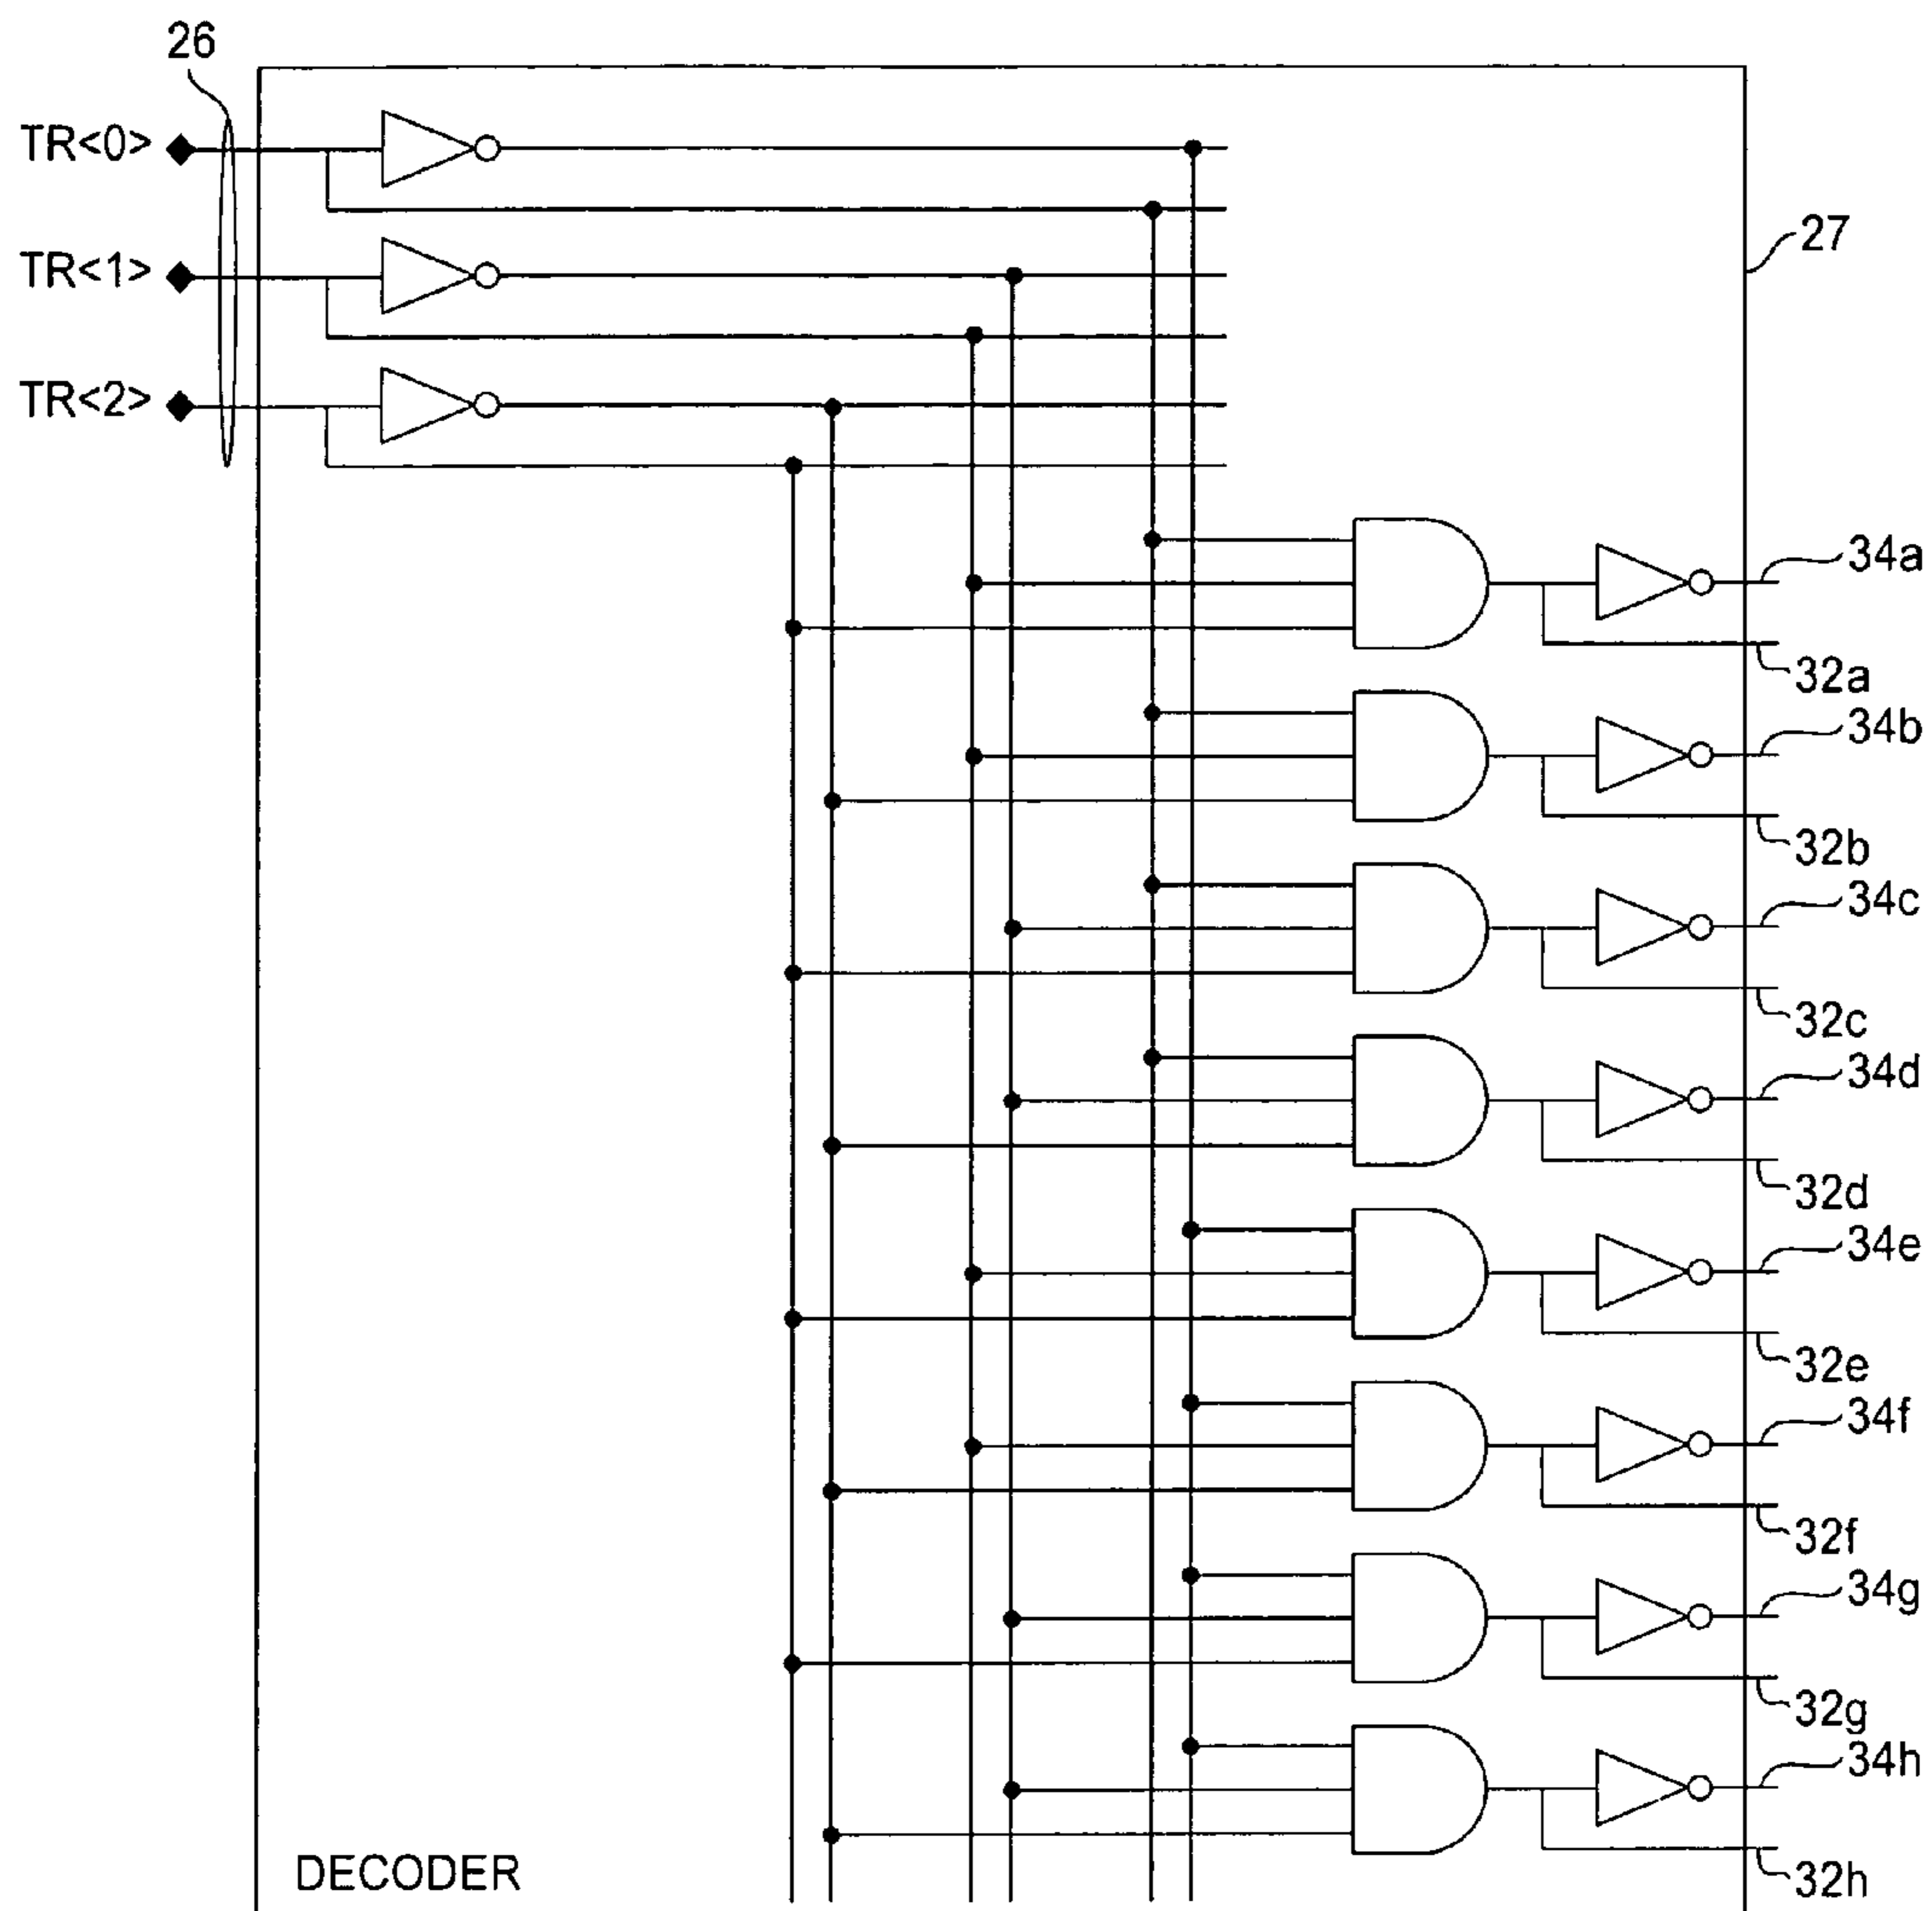 26
TR<0>
27
TR<1>
TR<2>
34a
32a
34b
32b
34c
32c
34d
32d
34e
32e
34f
32f
34g
32g
34h
32h
DECODER